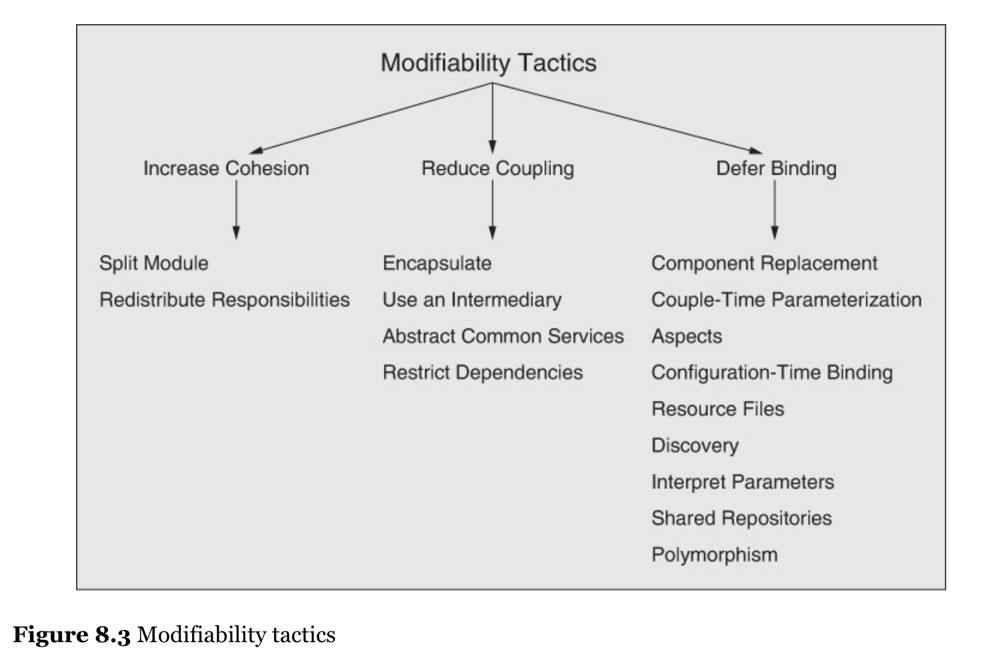 Modifiability Tactics
Increase Cohesion
Reduce Coupling
Defer Binding
Split Module
Redistribute Responsibilities
Encapsulate
Use an Intermediary
Abstract Common Services
Restrict Dependencies
Component Replacement
Couple-Time Parameterization
Aspects
Configuration-Time Binding
Resource Files
Discovery
Interpret Parameters
Shared Repositories
Polymorphism
Figure 8.3 Modifiability tactics